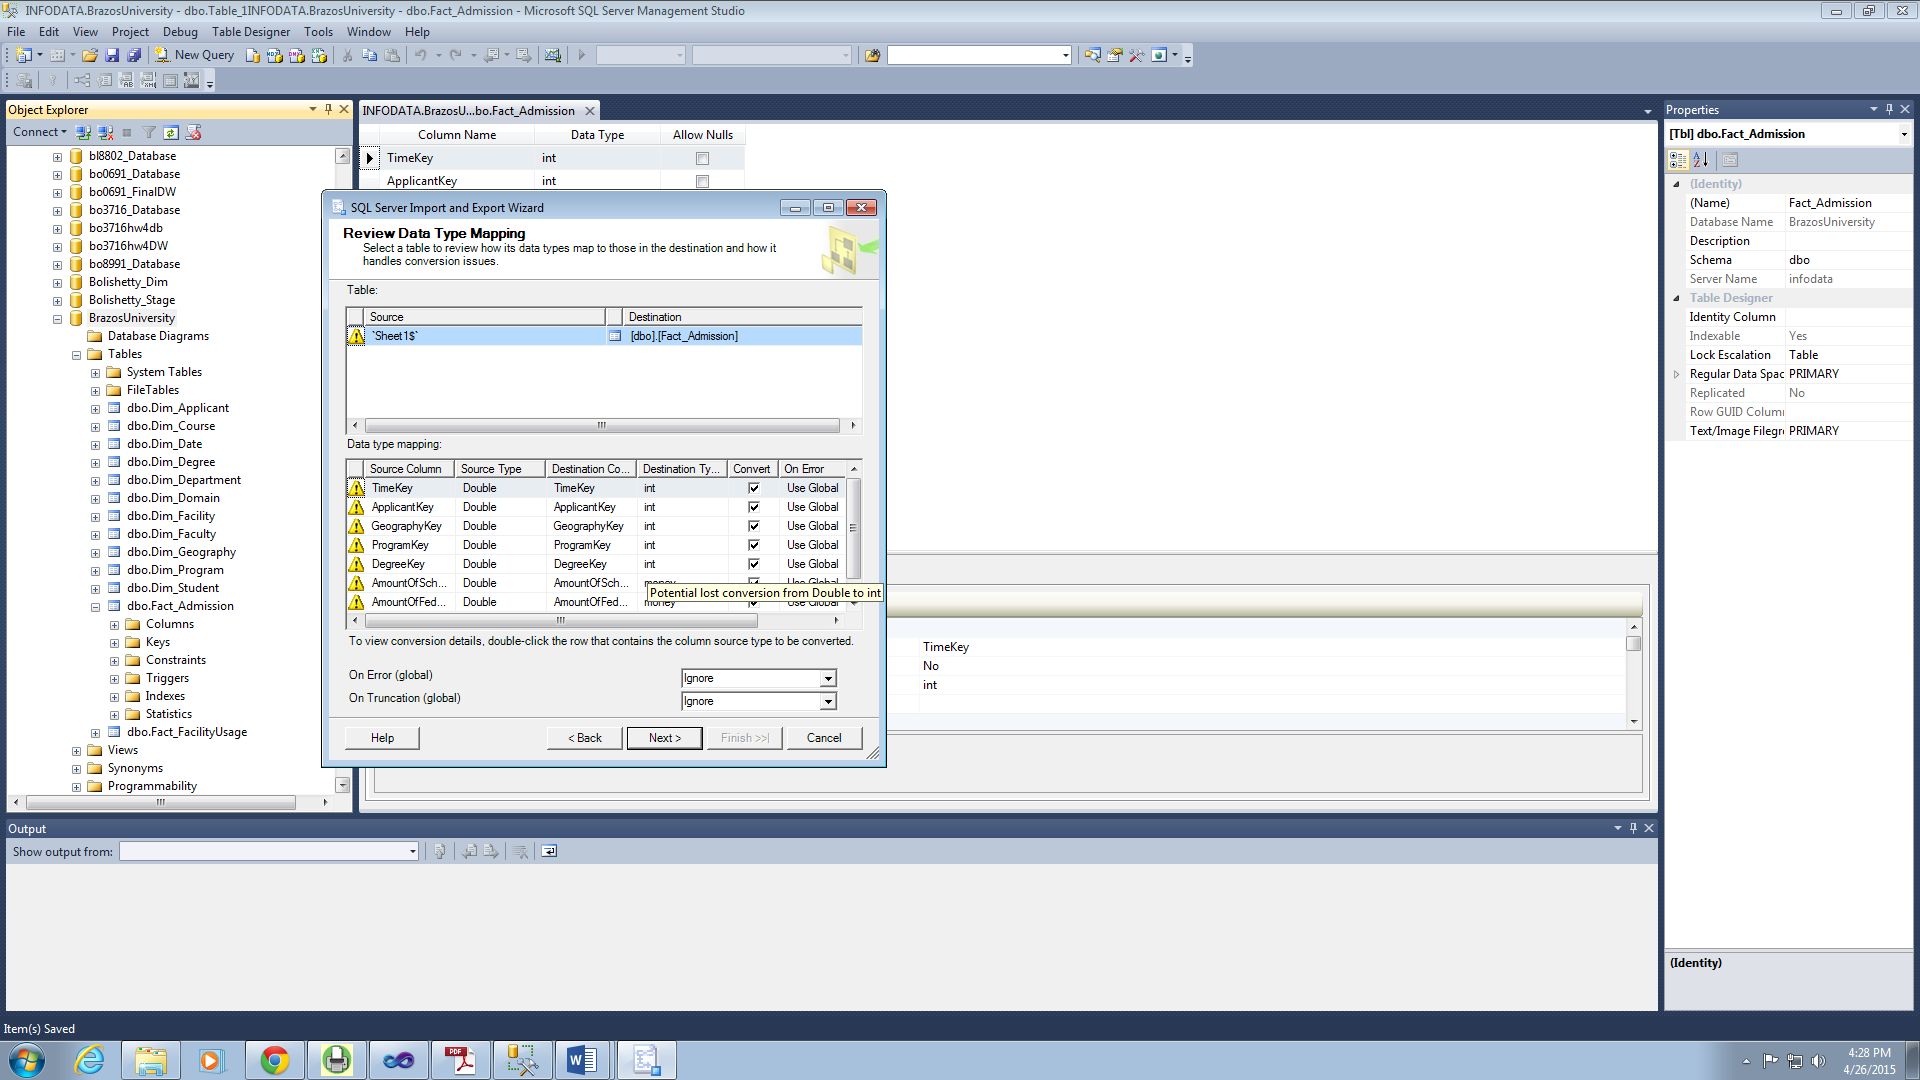 INFODATA.BrazosUniversity - dbo.Table_1INFODATA.BrazosUniversity - dbo.Fact_Admission - Microsoft SQL Server Management Studio
File Edit View Project Debug Table Designer Tools Window Help
New Query
Object Explorer
Connect
bl8802_Database
bo0691_Database
bo0691_FinalDW
bo3716_Database
bo3716hw4db
bo3716hw4DW
bo8991_Database
Bolishetty_Dim
Bolishetty_Stage
BrazosUniversity
Database Diagrams
Tables
System Tables
FileTables
dbo.Dim_Applicant
dbo.Dim_Course
dbo.Dim_Date
dbo.Dim_Degree
dbo.Dim_Department
dbo.Dim_Domain
dbo.Dim_Facility
dbo.Dim_Faculty
dbo.Dim_Geography
dbo.Dim_Program
dbo.Dim_Student
dbo.Fact_Admission
Columns
Keys
Constraints
Triggers
Indexes
Statistics
dbo.Fact_FacilityUsage
Views
Synonyms
Programmability
INFODATA.BrazosU...bo.Fact_Admission
Column Name Data Type Allow Nulls
TimeKey int
ApplicantKey int
SQL Server Import and Export Wizard
Review Data Type Mapping
Select a table to review how its data types map to those in the destination and how it
handles conversion issues.
Table:
Source Destination
`Sheet1$` [dbo].[Fact_Admission]
Data type mapping:
Source Column Source Type Destination Co... Destination Ty... Convert On Error
TimeKey Double TimeKey int Use Global
ApplicantKey Double ApplicantKey int Use Global
GeographyKey Double GeographyKey int Use Global
ProgramKey Double ProgramKey int Use Global
DegreeKey Double DegreeKey int Use Global
AmountOfSch... Double AmountOfSch... money Use Global
Potential lost conversion from Double to int
AmountOfFed... Double AmountOfFed... money Use Global
To view conversion details, double-click the row that contains the column source type to be converted.
On Error (global) Ignore
On Truncation (global) Ignore
Help < Back Next > Finish >>| Cancel
TimeKey
No
int
Properties
[Tbl] dbo.Fact_Admission
(Identity)
(Name) Fact_Admission
Database Name BrazosUniversity
Description
Schema dbo
Server Name infodata
Table Designer
Identity Column
Indexable Yes
Lock Escalation Table
Regular Data Spac PRIMARY
Replicated No
Row GUID Colum
Text/Image Filegr PRIMARY
(Identity)
Output
Show output from:
Item(s) Saved
4:28 PM
4/26/2015